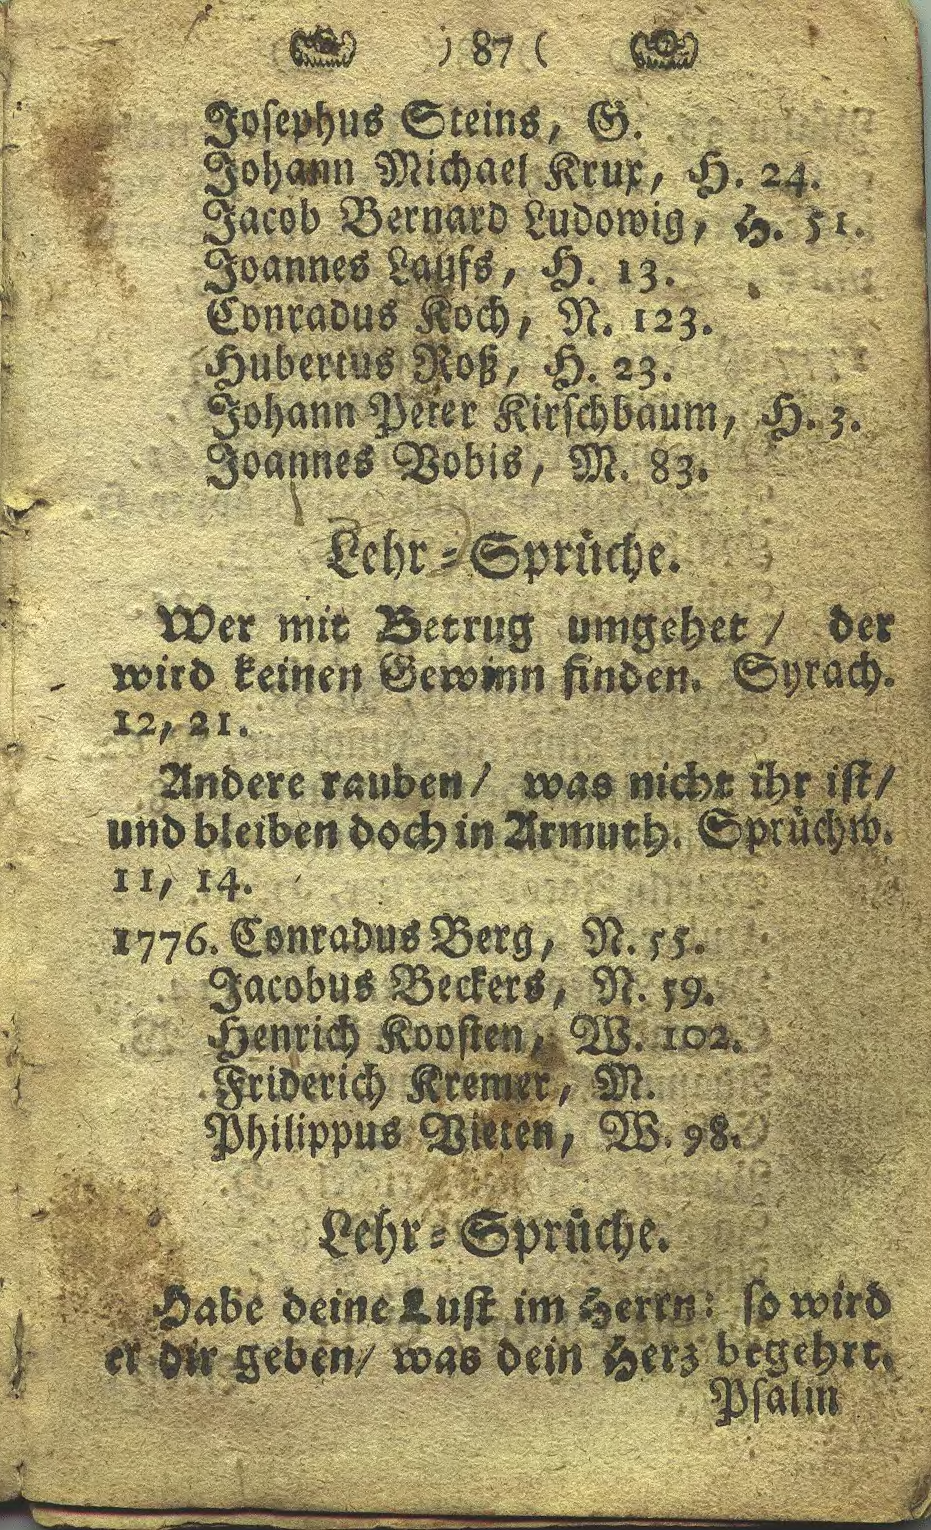 ) 87 (
Josephus Steins, G.
Johann Michael Krux, H. 24.
Jacob Bernard Ludowig, H. 51.
Joannes Laufs, H. 13.
Conradus Koch, N. 123.
Hubertus Roß, H. 23.
Johann Peter Kirschbaum, H. 3.
Joannes Vobis, M. 83.
Lehr-Sprüche.
Wer mit Betrug umgehet / der
wird keinen Gewinn finden. Syrach.
12, 21.
Andere rauben / was nicht ihr ist /
und bleiben doch in Armuth. Sprüchw.
11, 14.
1776. Conradus Berg, N. 55.
Jacobus Beckers, N. 59.
Henrich Koosten, W. 102.
Friderich Kremer, M.
Philippus Vieten, W. 98.
Lehr-Sprüche.
Habe deine Lust im Herrn: so wird
er dir geben / was dein Herz begehrt.
Psalm